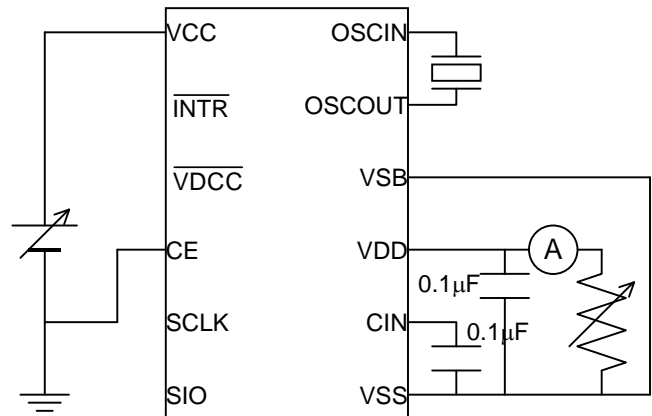 VCC
OSCIN
INTR
OSCOUT
VDCC
VSB
CE
VDD
A
0.1μF
SCLK
CIN
0.1μF
SIO
VSS